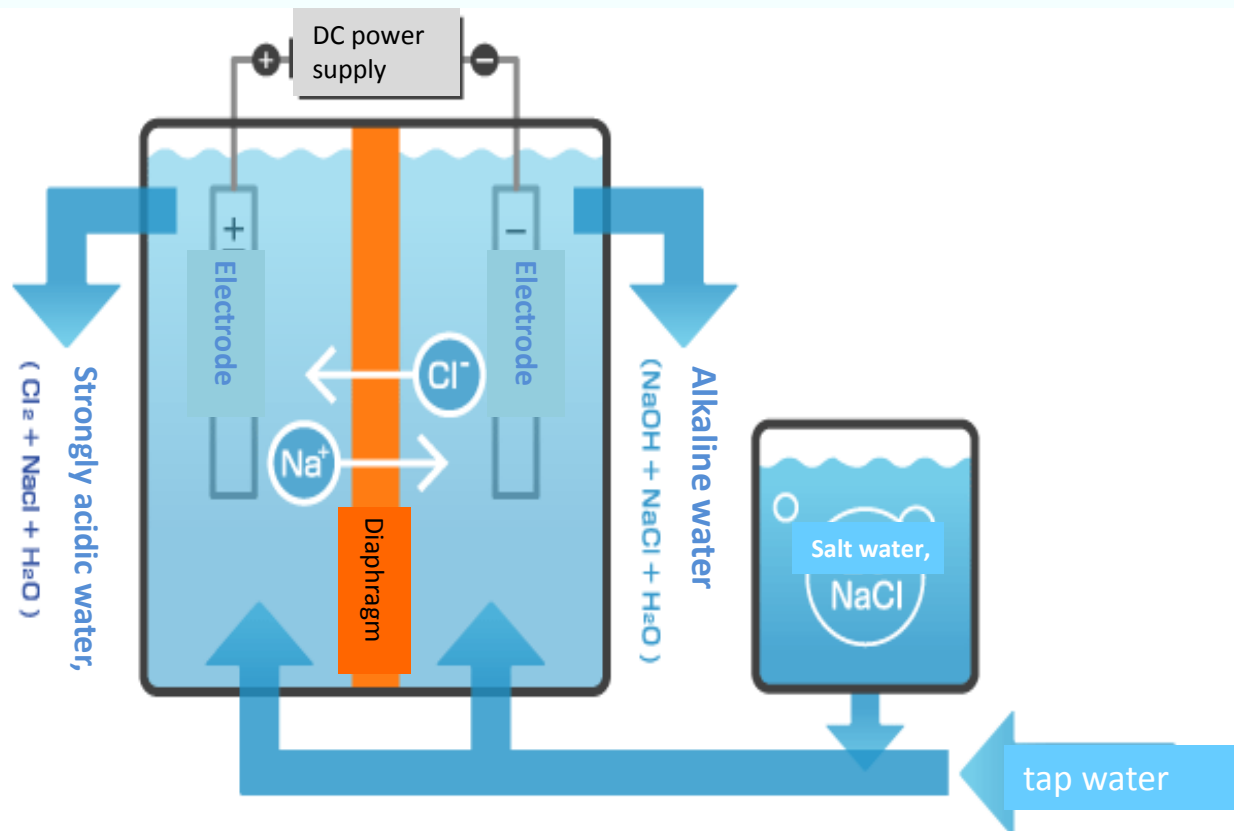 DC power
supply
+
−
+
−
Electrode
Electrode
Cl⁻
Na⁺
Diaphragm
Strongly acidic water,
( Cl₂ + Nacl + H₂O )
Alkaline water
(NaOH + NaCl + H₂O )
Salt water,
NaCl
tap water